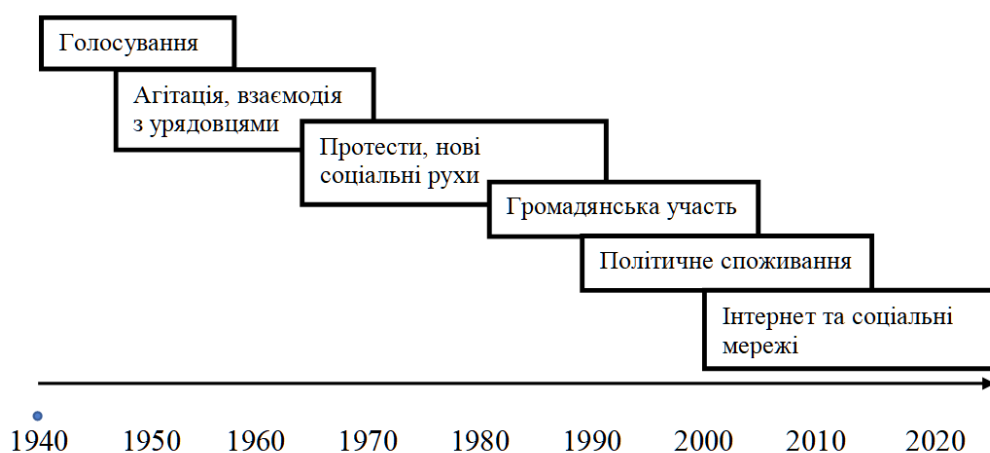 Голосування
Агітація, взаємодія
з урядовцями
Протести, нові
соціальні рухи
Громадянська участь
Політичне споживання
Інтернет та соціальні
мережі
1940 1950 1960 1970 1980 1990 2000 2010 2020